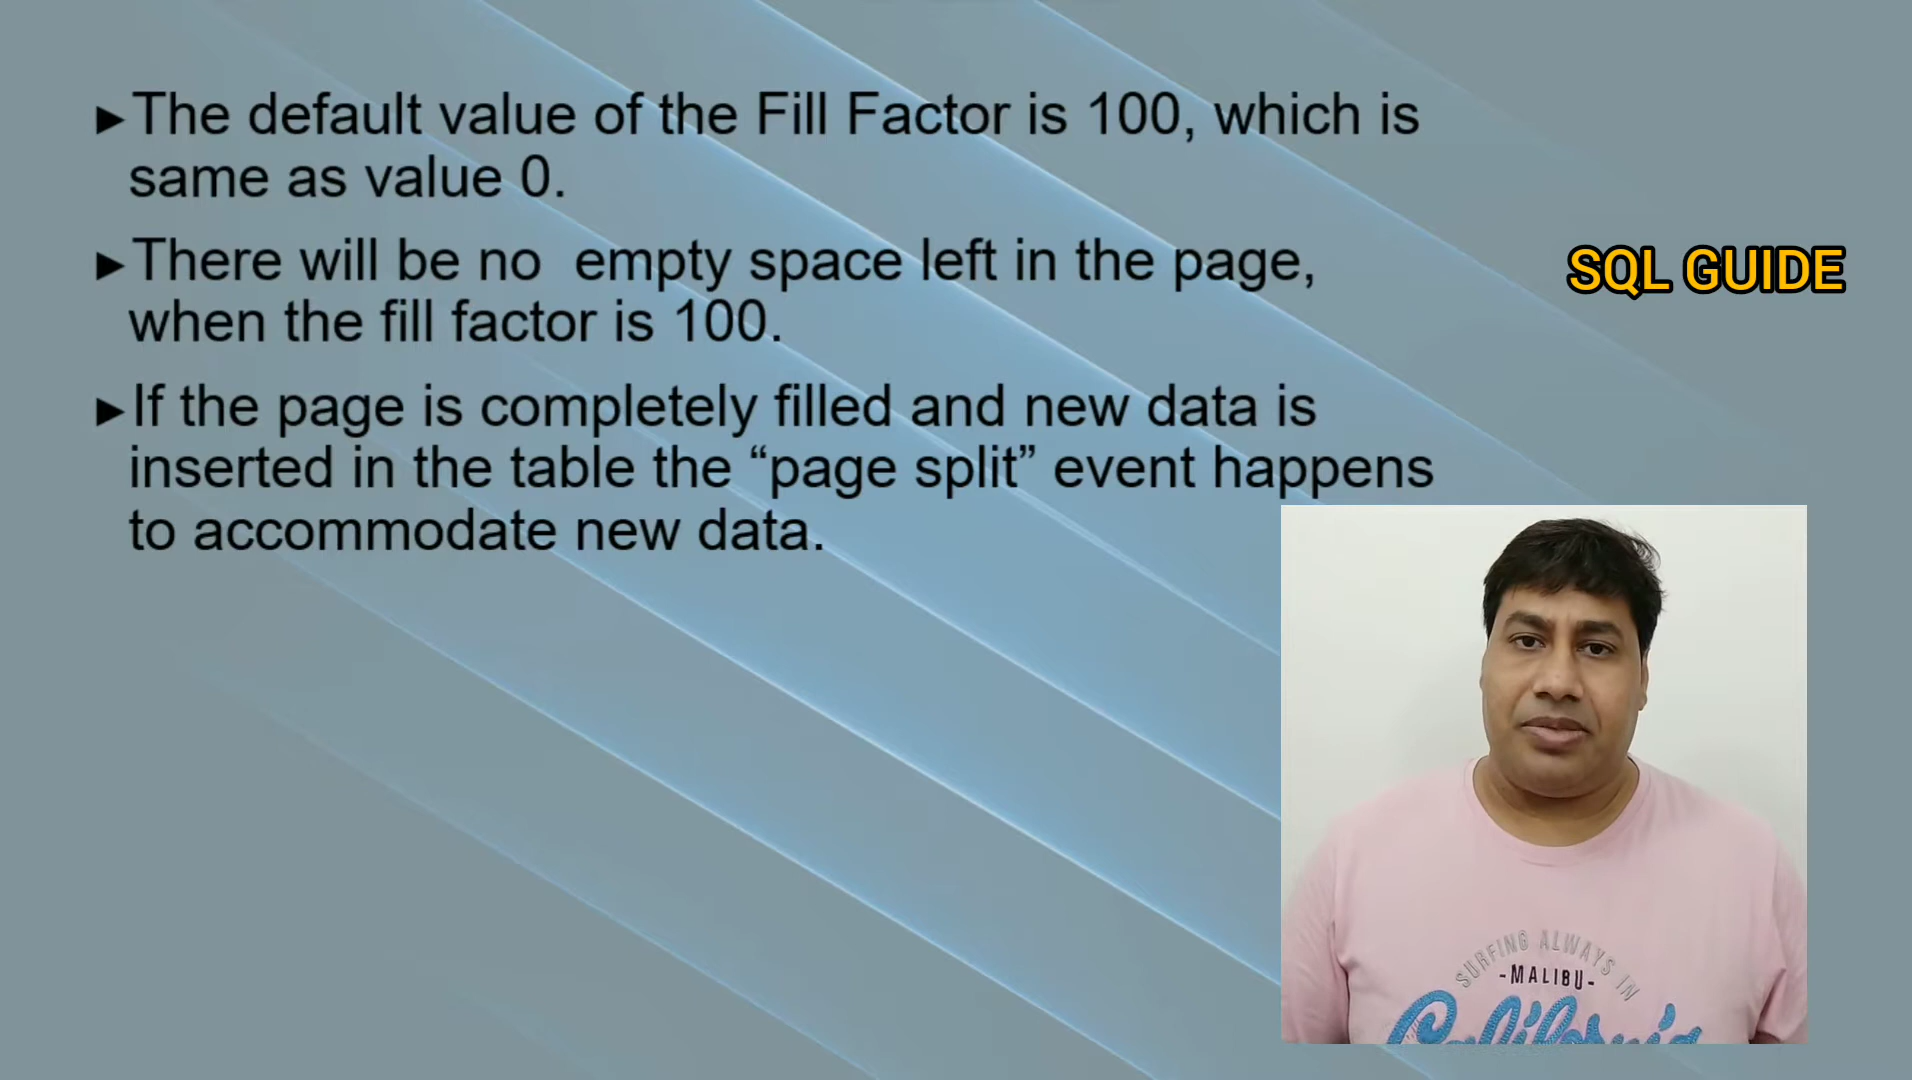 ►The default value of the Fill Factor is 100, which is
same as value 0.
►There will be no  empty space left in the page,
when the fill factor is 100.
►If the page is completely filled and new data is
inserted in the table the “page split” event happens
to accommodate new data.
SQL GUIDE
SURFING ALWAYS IN
-MALIBU-
California